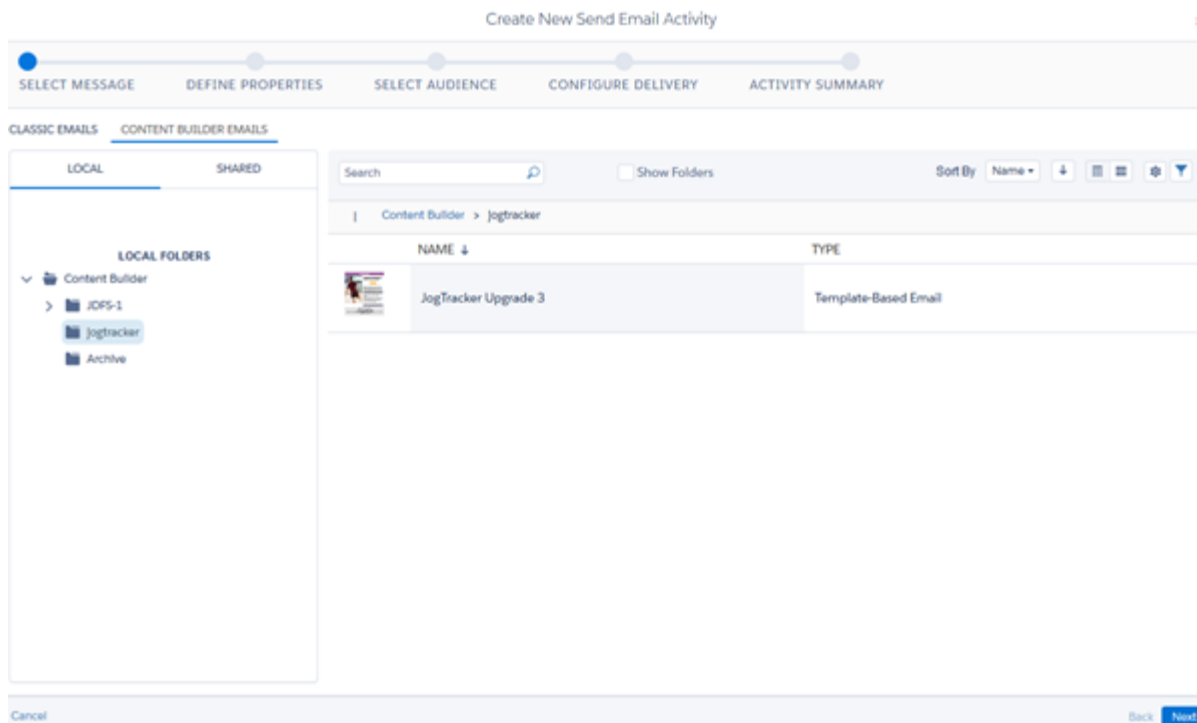 Create New Send Email Activity
SELECT MESSAGE DEFINE PROPERTIES SELECT AUDIENCE CONFIGURE DELIVERY ACTIVITY SUMMARY
CLASSIC EMAILS CONTENT BUILDER EMAILS
LOCAL SHARED
Search Show Folders Sort By Name
Content Builder > Jogtracker
LOCAL FOLDERS
NAME TYPE
Content Builder
JDFS-1
Jogtracker
Archive
JogTracker Upgrade 3 Template-Based Email
Cancel Back Next